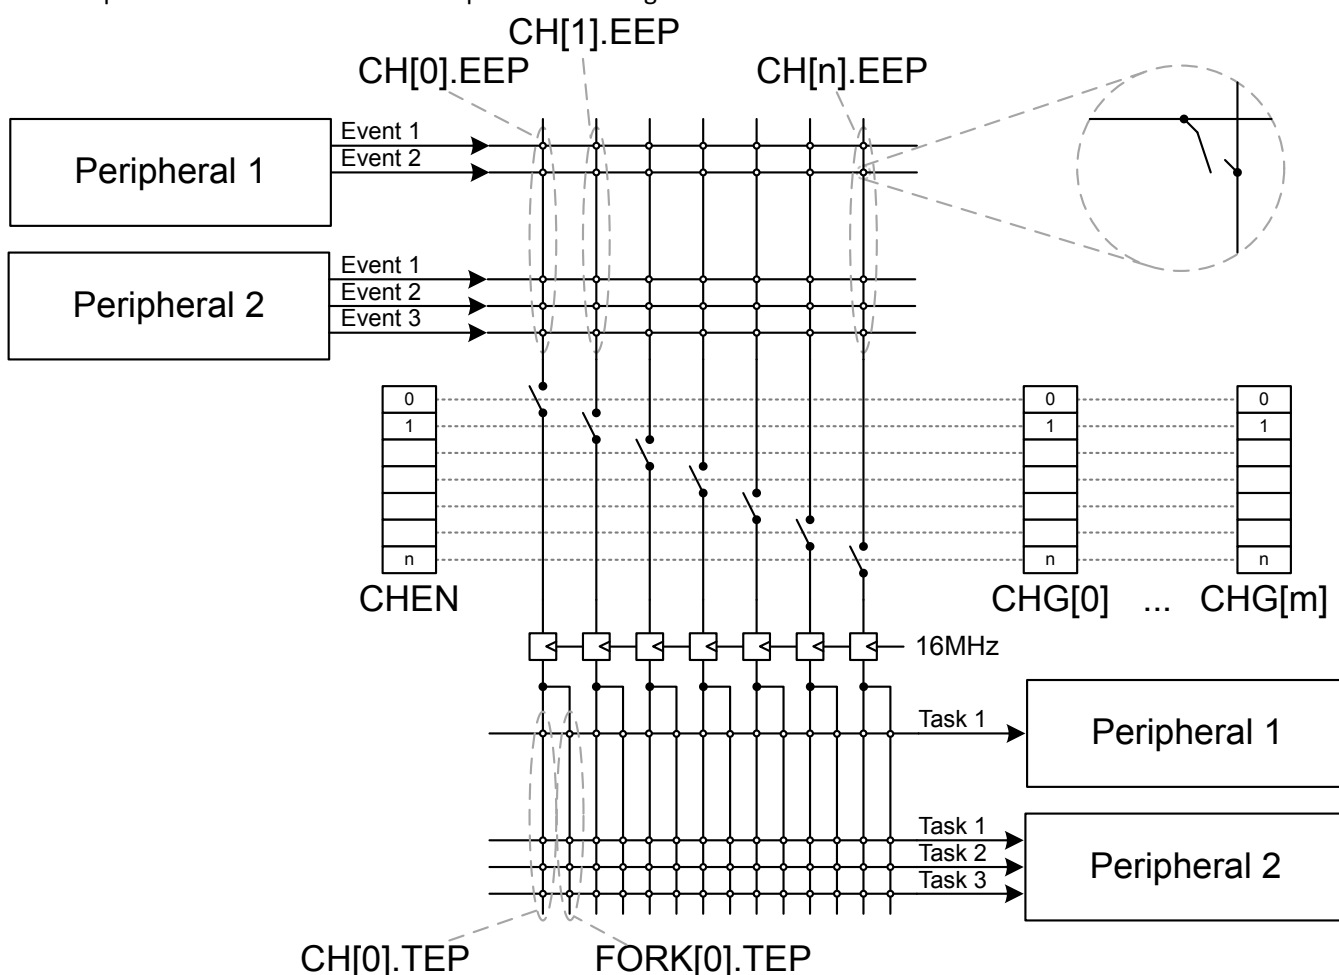 CH[1].EEP
CH[0].EEP
CH[n].EEP
Peripheral 1
Event 1
Event 2
Peripheral 2
Event 1
Event 2
Event 3
0
1
n
CHEN
0
1
n
CHG[0]
...
0
1
n
CHG[m]
16MHz
Task 1
Peripheral 1
Task 1
Task 2
Task 3
Peripheral 2
CH[0].TEP
FORK[0].TEP